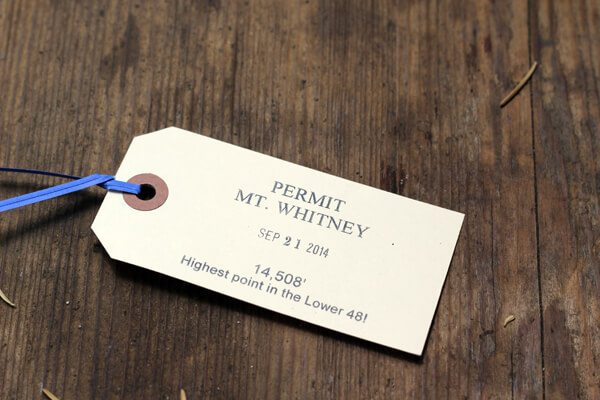 PERMIT
MT. WHITNEY
SEP 21 2014
14,508'
Highest point in the Lower 48!